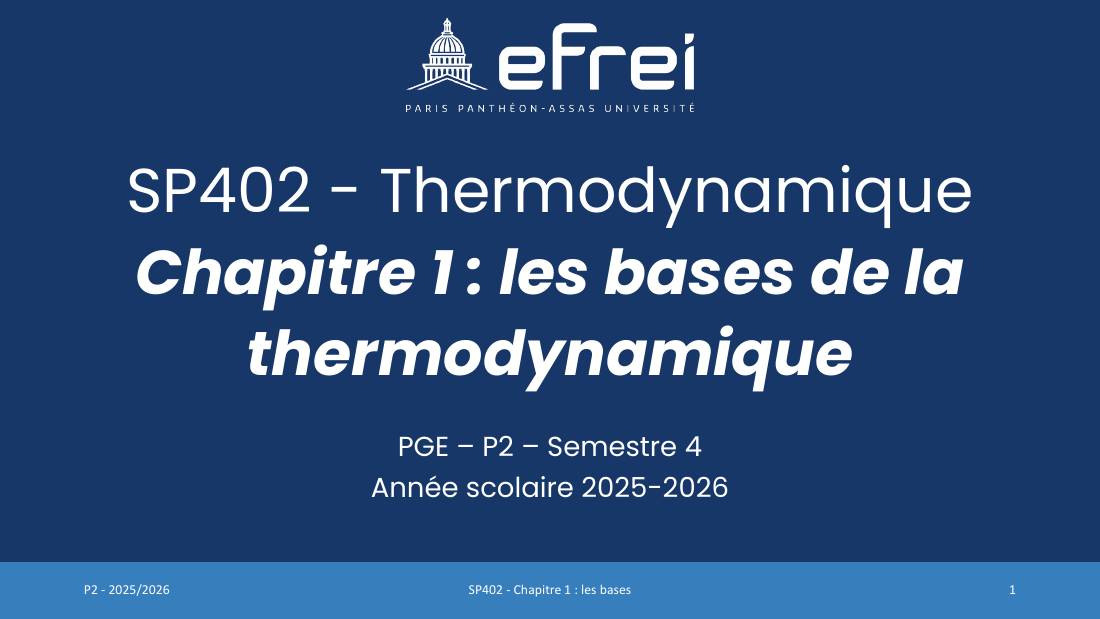 efrei
PARIS PANTHÉON-ASSAS UNIVERSITÉ
SP402 - Thermodynamique
Chapitre 1 : les bases de la
thermodynamique
PGE – P2 – Semestre 4
Année scolaire 2025-2026
P2 - 2025/2026
SP402 - Chapitre 1 : les bases
1